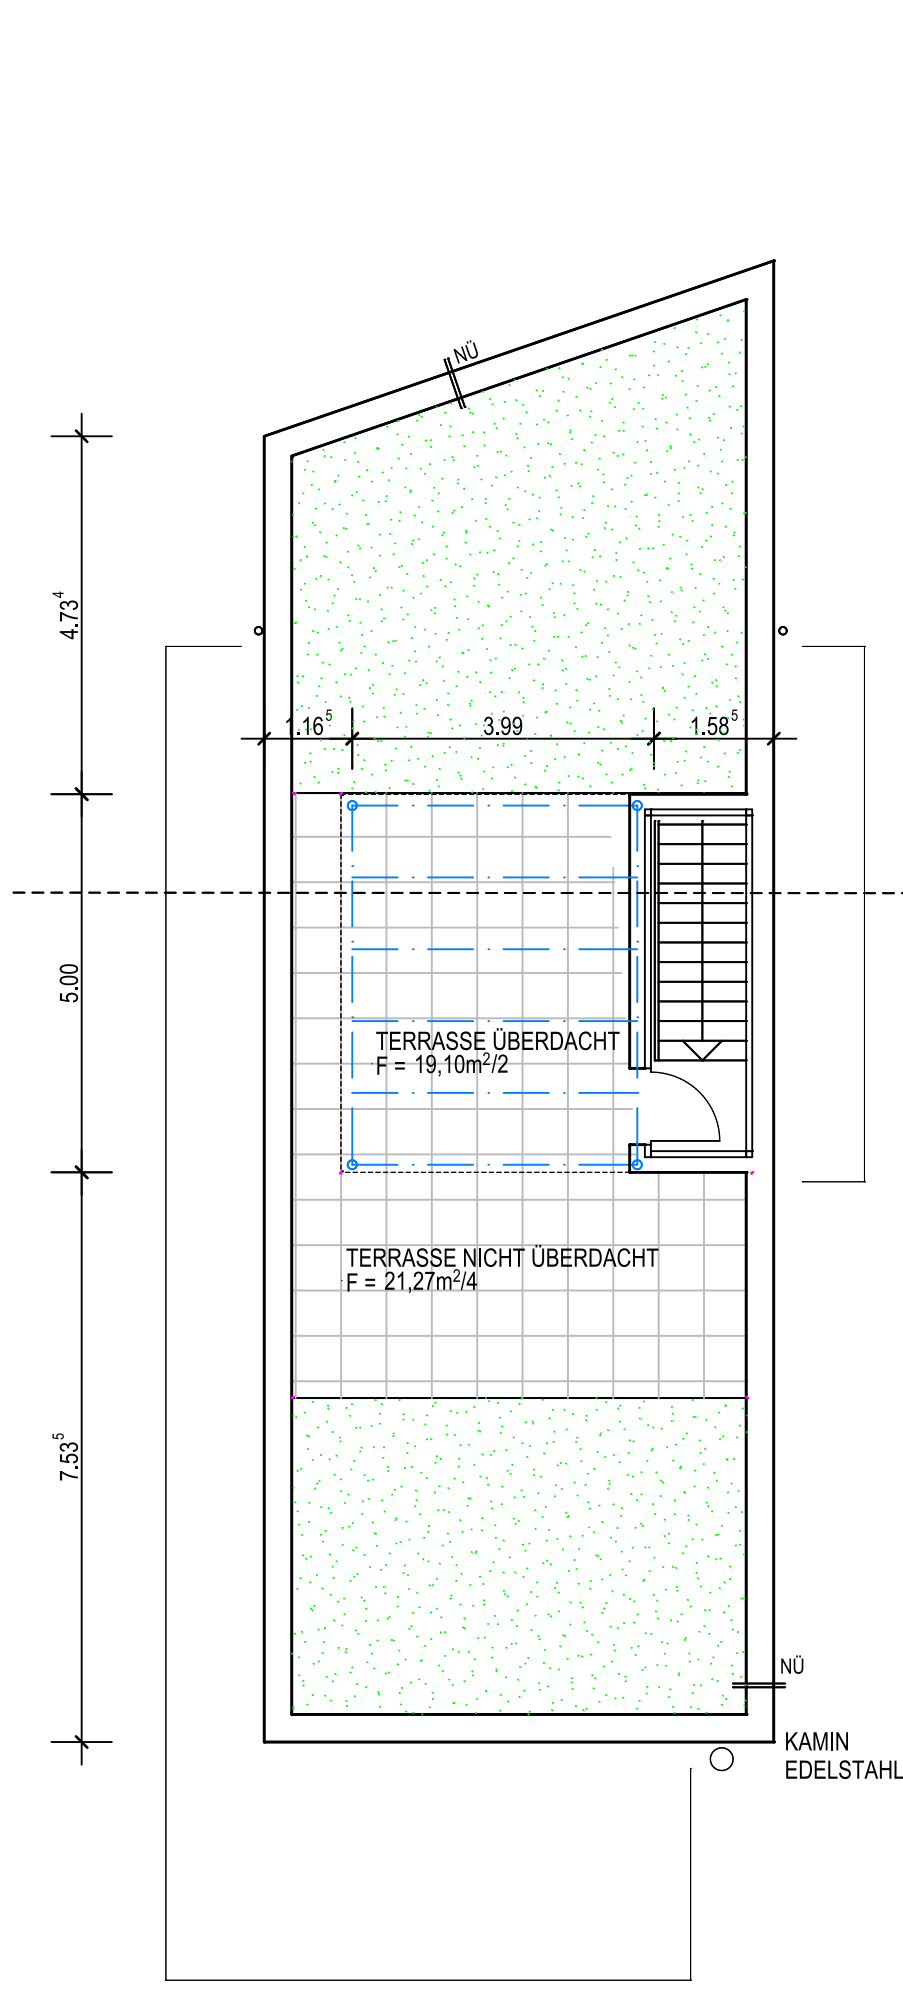 NÜ
4.73⁴
1.16⁵
3.99
1.58⁵
5.00
TERRASSE ÜBERDACHT
F = 19,10m²/2
TERRASSE NICHT ÜBERDACHT
F = 21,27m²/4
7.53⁵
NÜ
KAMIN
EDELSTAHL